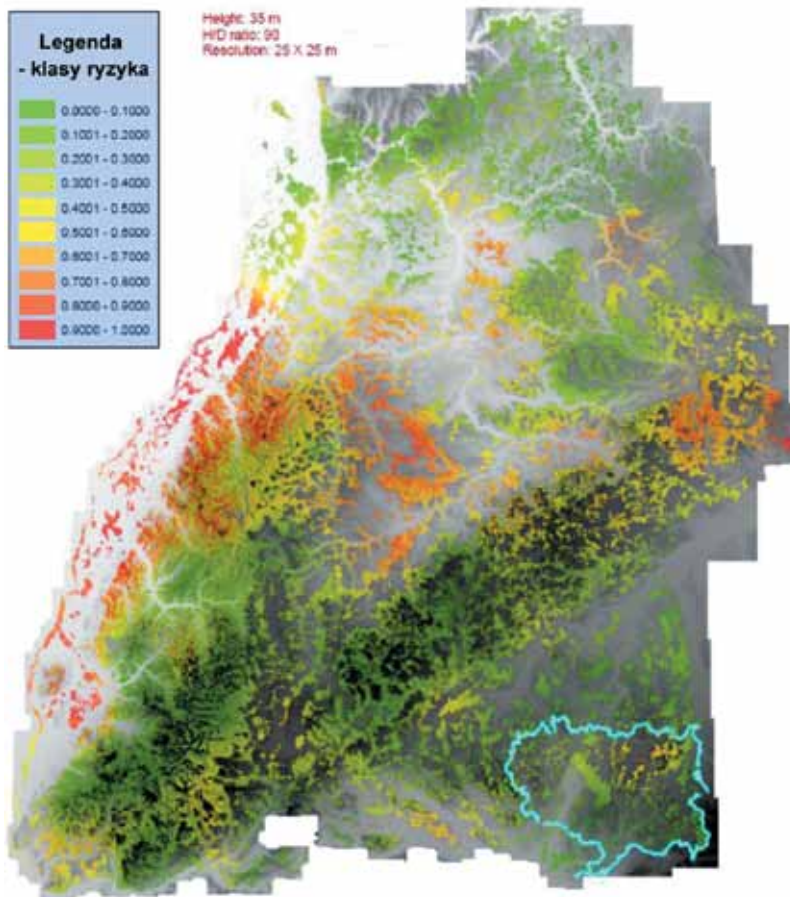 Legenda
- klasy ryzyka
0.0000 - 0.1000
0.1001 - 0.2000
0.2001 - 0.3000
0.3001 - 0.4000
0.4001 - 0.5000
0.5001 - 0.6000
0.6001 - 0.7000
0.7001 - 0.8000
0.8000 - 0.9000
0.9000 - 1.0000
Height: 35 m
H/D ratio: 90
Resolution: 25 X 25 m